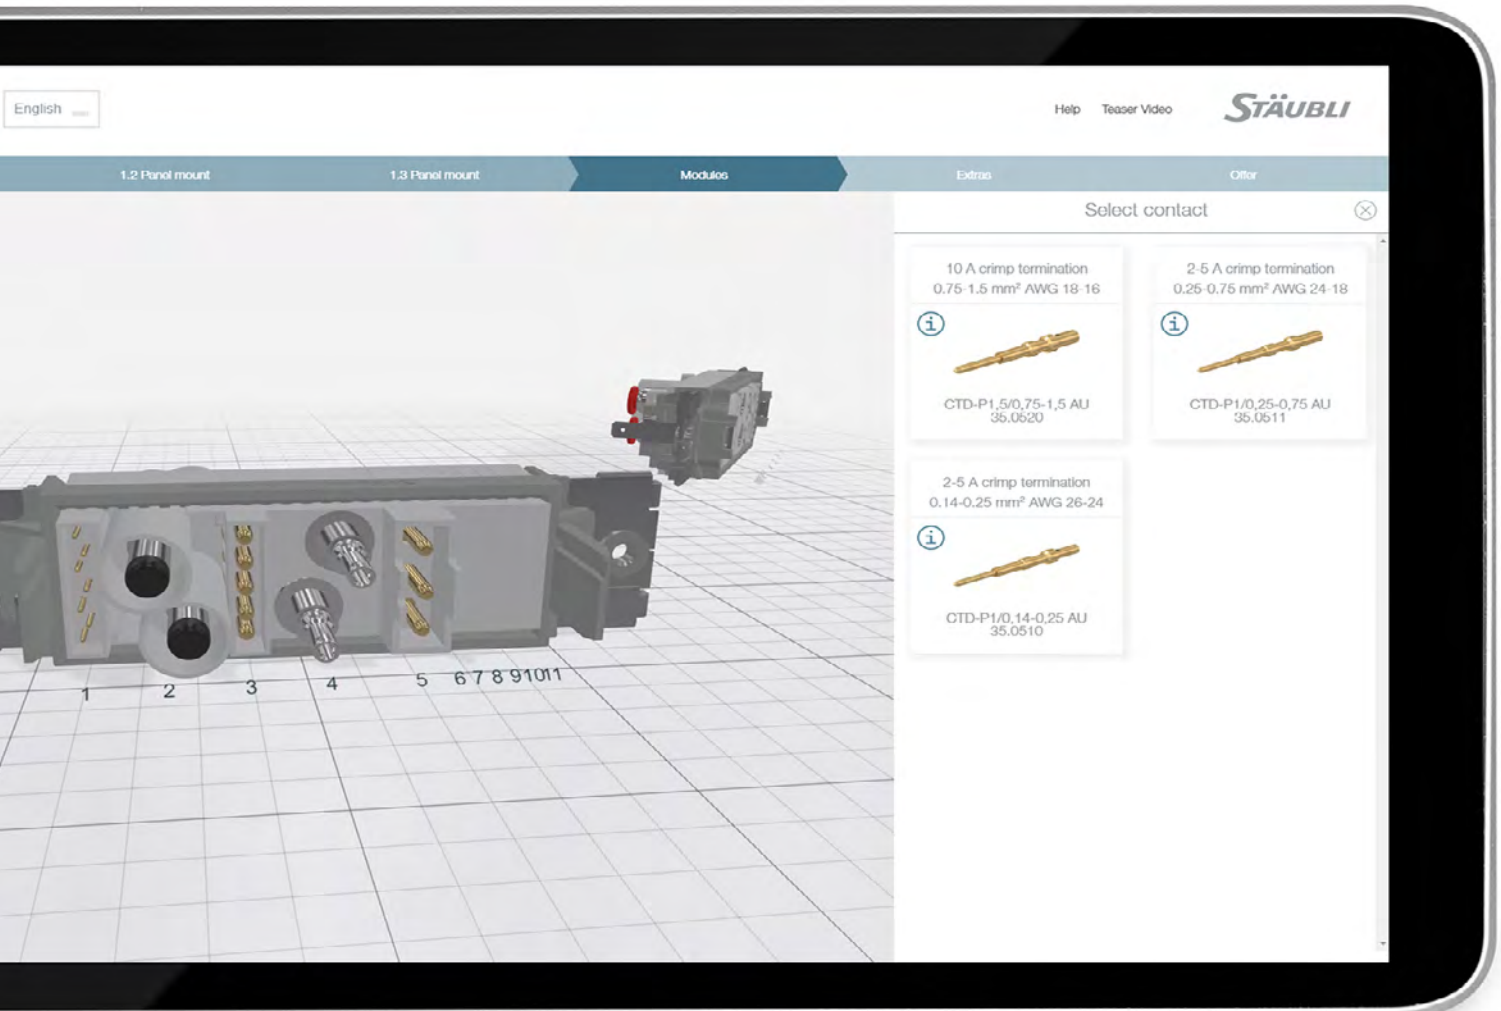 English
Help Teaser Video STÄUBLI
1.2 Panel mount 1.3 Panel mount Modules Extras Offer
Select contact
10 A crimp termination
0.75-1.5 mm² AWG 18-16
CTD-P1,5/0,75-1,5 AU
35.0520
2-5 A crimp termination
0.25-0.75 mm² AWG 24-18
CTD-P1/0,25-0,75 AU
35.0511
2-5 A crimp termination
0.14-0.25 mm² AWG 26-24
CTD-P1/0,14-0,25 AU
35.0510
1 2 3 4 5 6 7 8 9 10 11